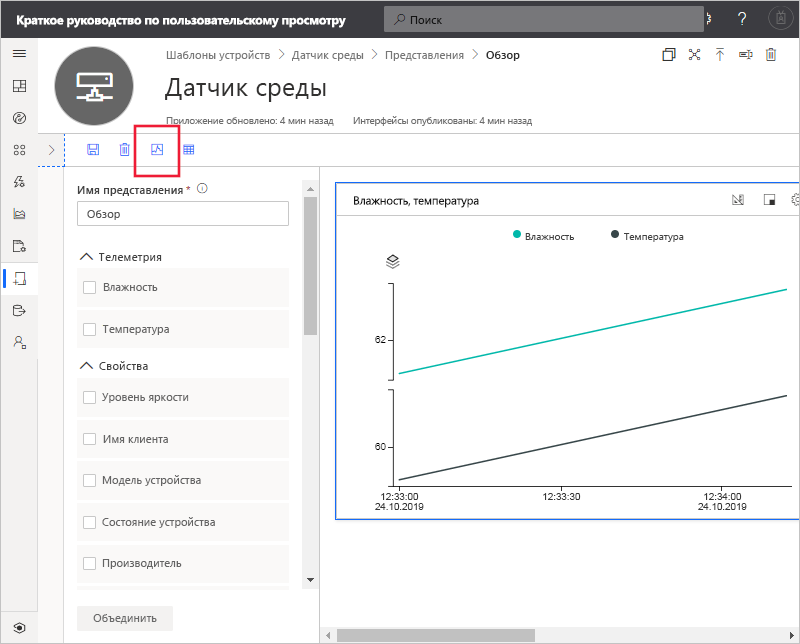 Краткое руководство по пользовательскому просмотру
Поиск
?
Шаблоны устройств > Датчик среды > Представления > Обзор
Датчик среды
Приложение обновлено: 4 мин назад Интерфейсы опубликованы: 4 мин назад
Имя представления *
Обзор
Телеметрия
Влажность
Температура
Свойства
Уровень яркости
Имя клиента
Модель устройства
Состояние устройства
Производитель
Объединить
Влажность, температура
Влажность Температура
62
60
12:33:00 12:33:30 12:34:00
24.10.2019 24.10.2019